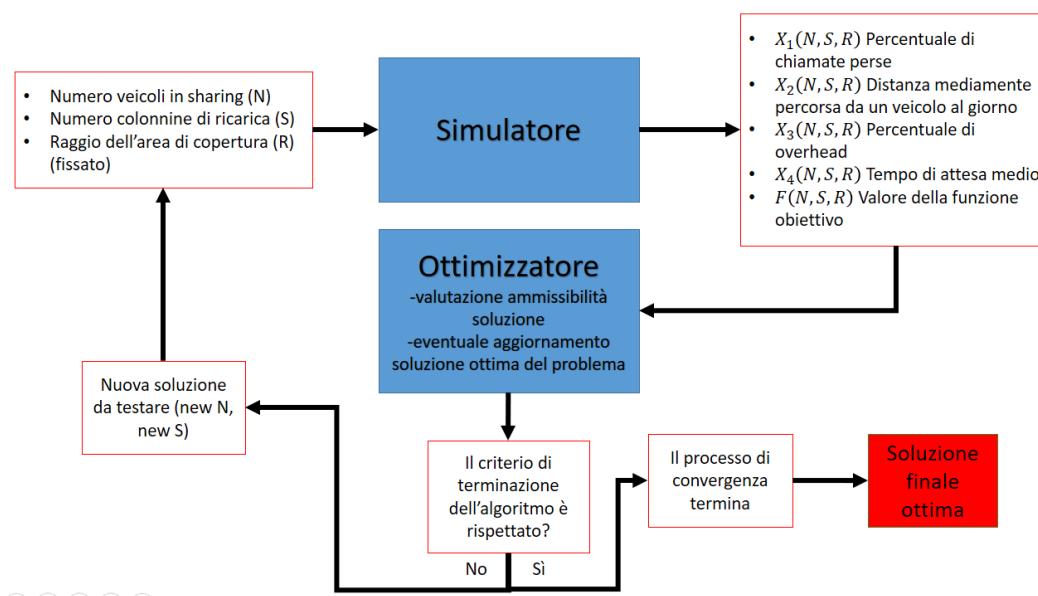 • Numero veicoli in sharing (N)
• Numero colonnine di ricarica (S)
• Raggio dell’area di copertura (R)
(fissato)
Simulatore
• X₁(N, S, R) Percentuale di
chiamate perse
• X₂(N, S, R) Distanza mediamente
percorsa da un veicolo al giorno
• X₃(N, S, R) Percentuale di
overhead
• X₄(N, S, R) Tempo di attesa medio
• F(N, S, R) Valore della funzione
obiettivo
Ottimizzatore
-valutazione ammissibilità
soluzione
-eventuale aggiornamento
soluzione ottima del problema
Nuova soluzione
da testare (new N,
new S)
Il criterio di
terminazione
dell’algoritmo è
rispettato?
No
Sì
Il processo di
convergenza
termina
Soluzione
finale
ottima